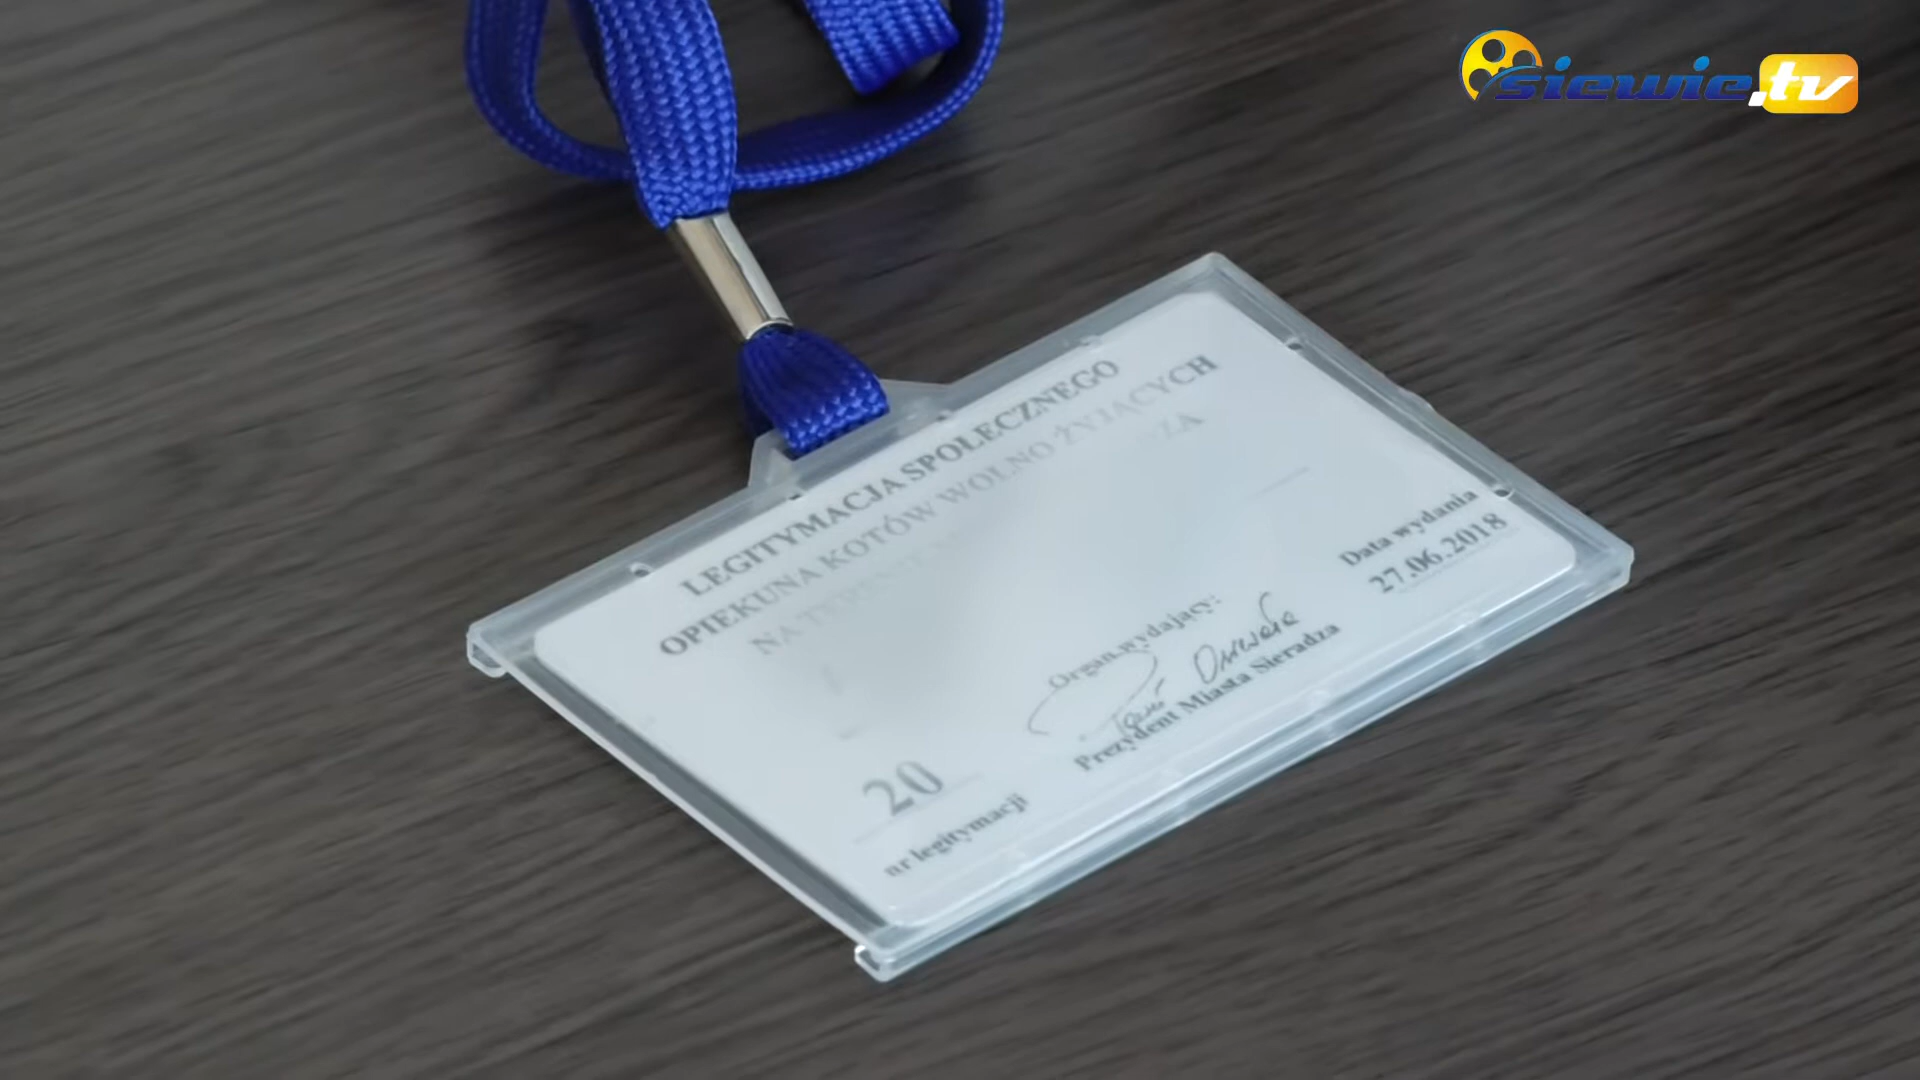 siewie.tv
LEGITYMACJA SPOŁECZNEGO
OPIEKUNA KOTÓW WOLNO ŻYJĄCYCH
NA
Data wydania
27.06.2018
Organ wydający:
Prezydent Miasta Sieradza
20
nr legitymacji